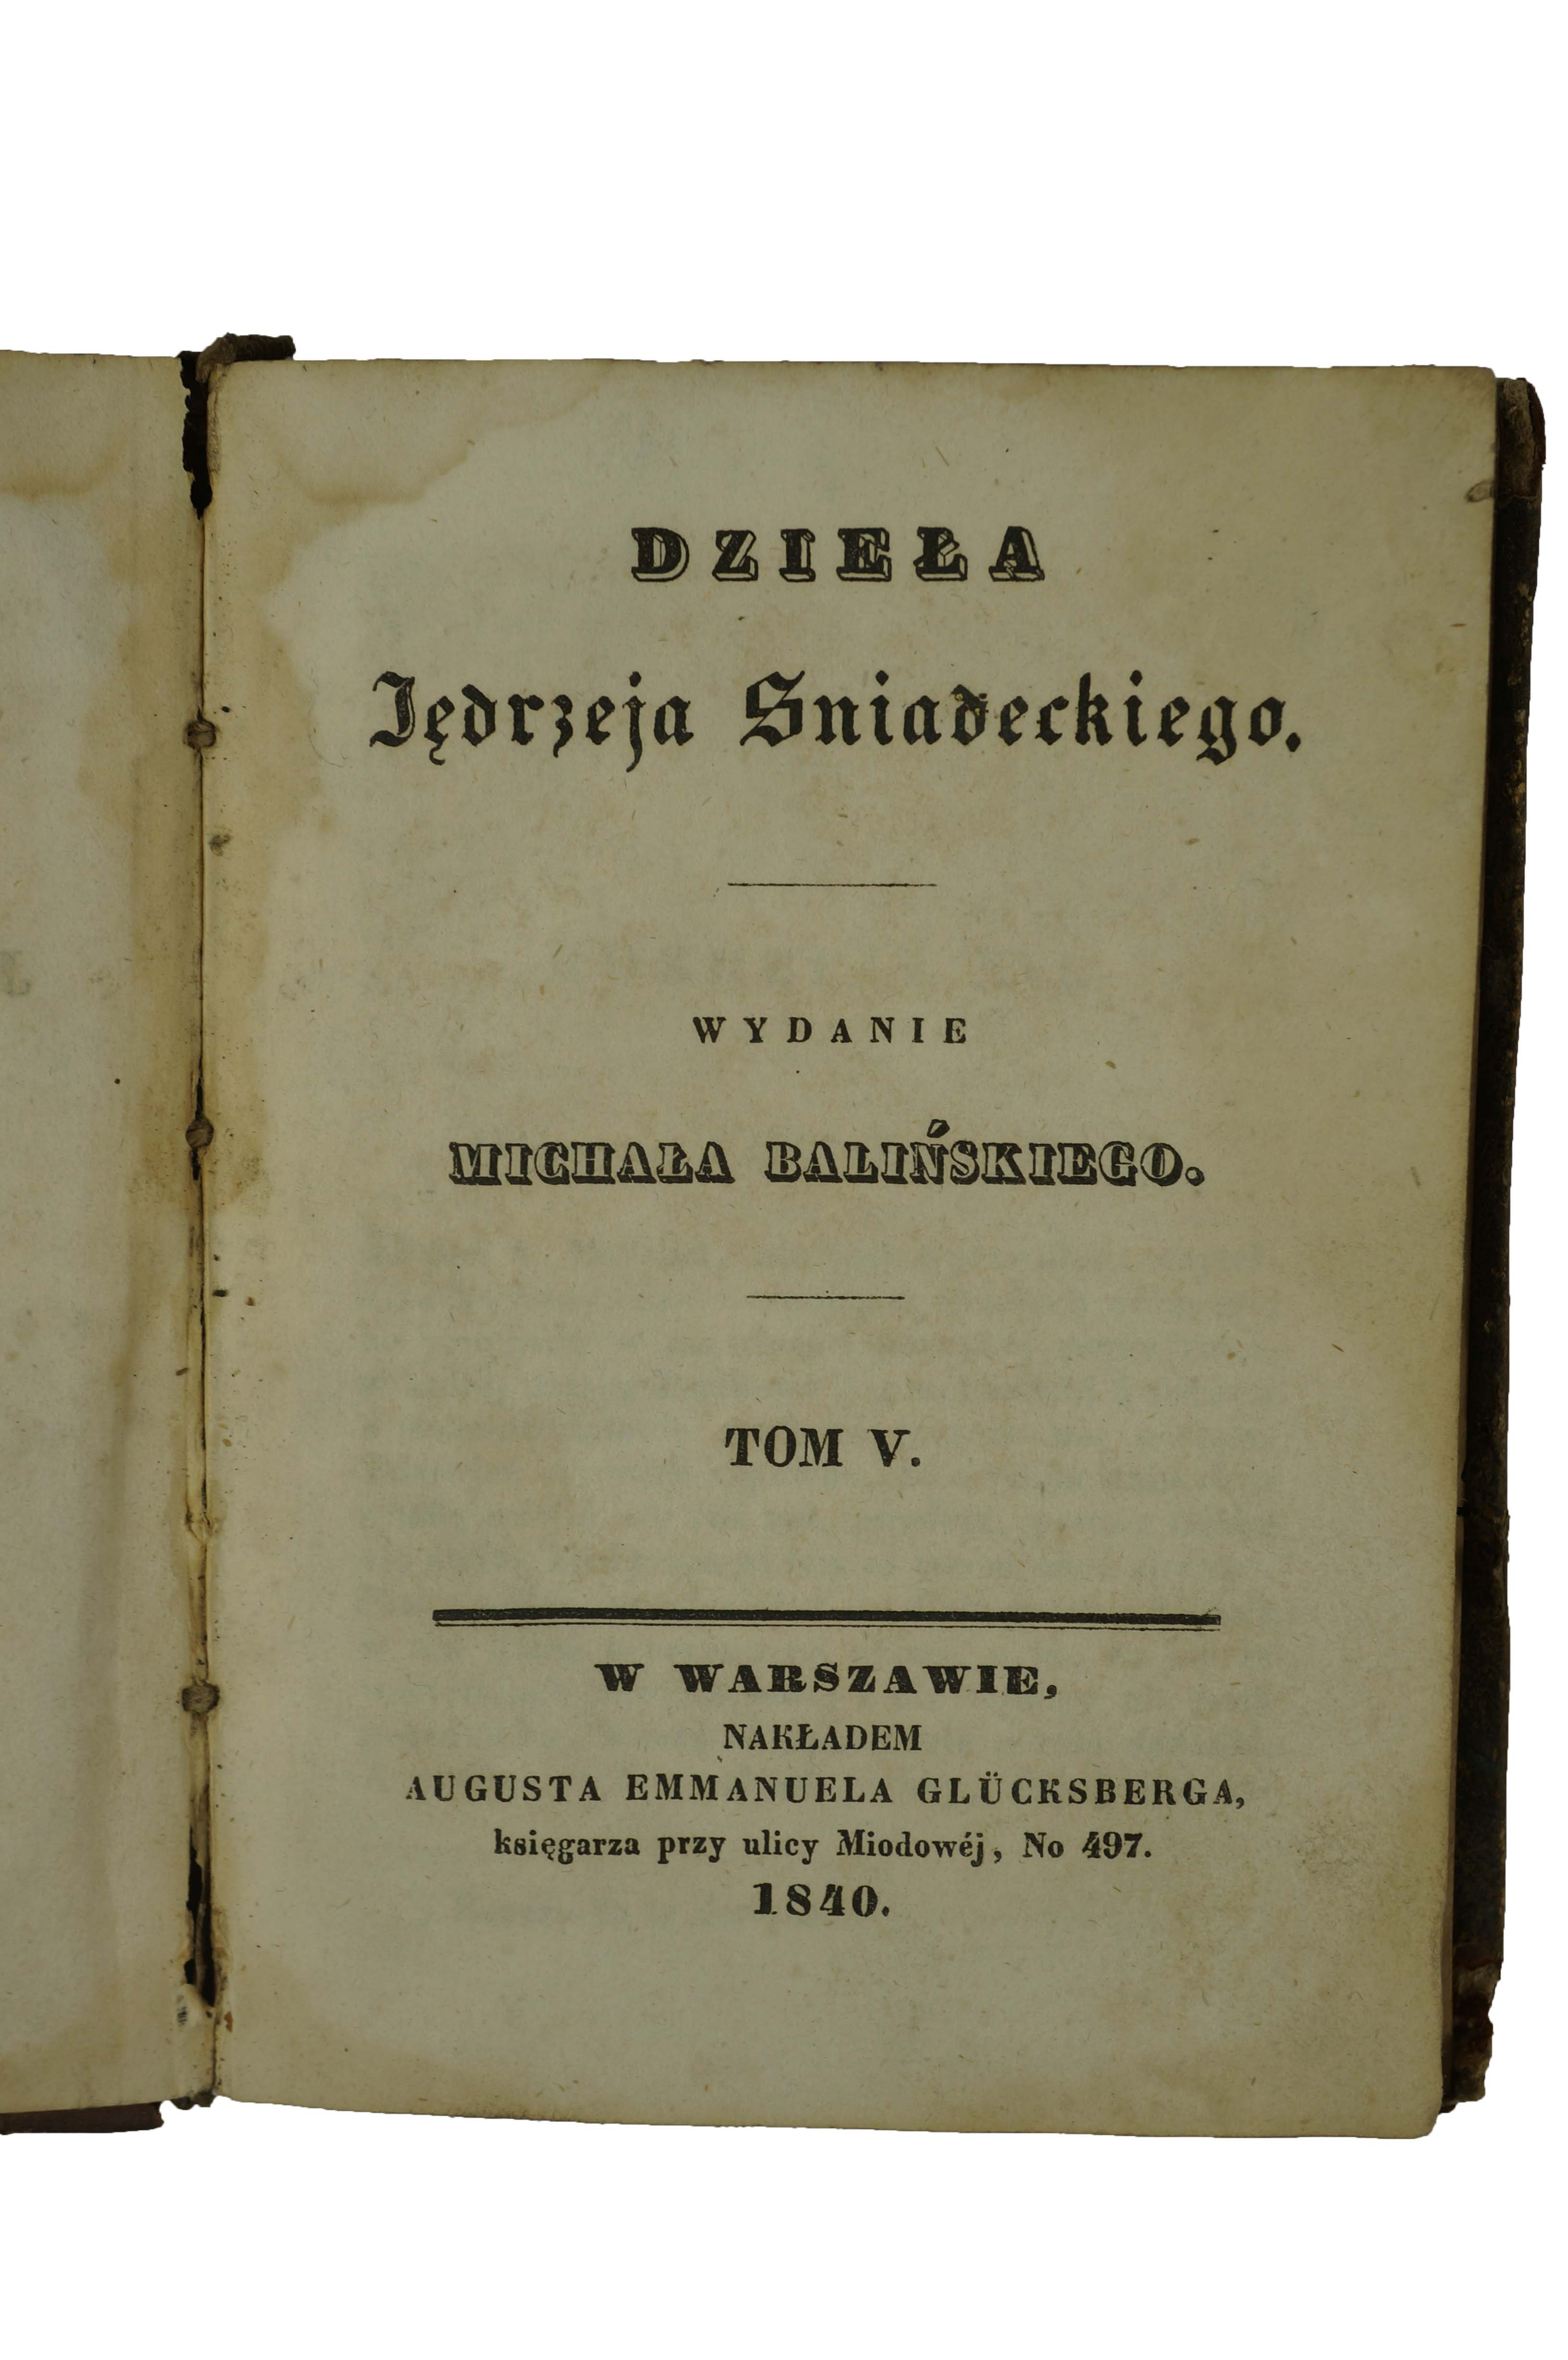 DZIEŁA
Jędrzeja Sniadeckiego.
WYDANIE
MICHAŁA BALIŃSKIEGO.
TOM V.
W WARSZAWIE,
NAKŁADEM
AUGUSTA EMMANUELA GLÜCKSBERGA,
księgarza przy ulicy Miodowéj, No 497.
1840.